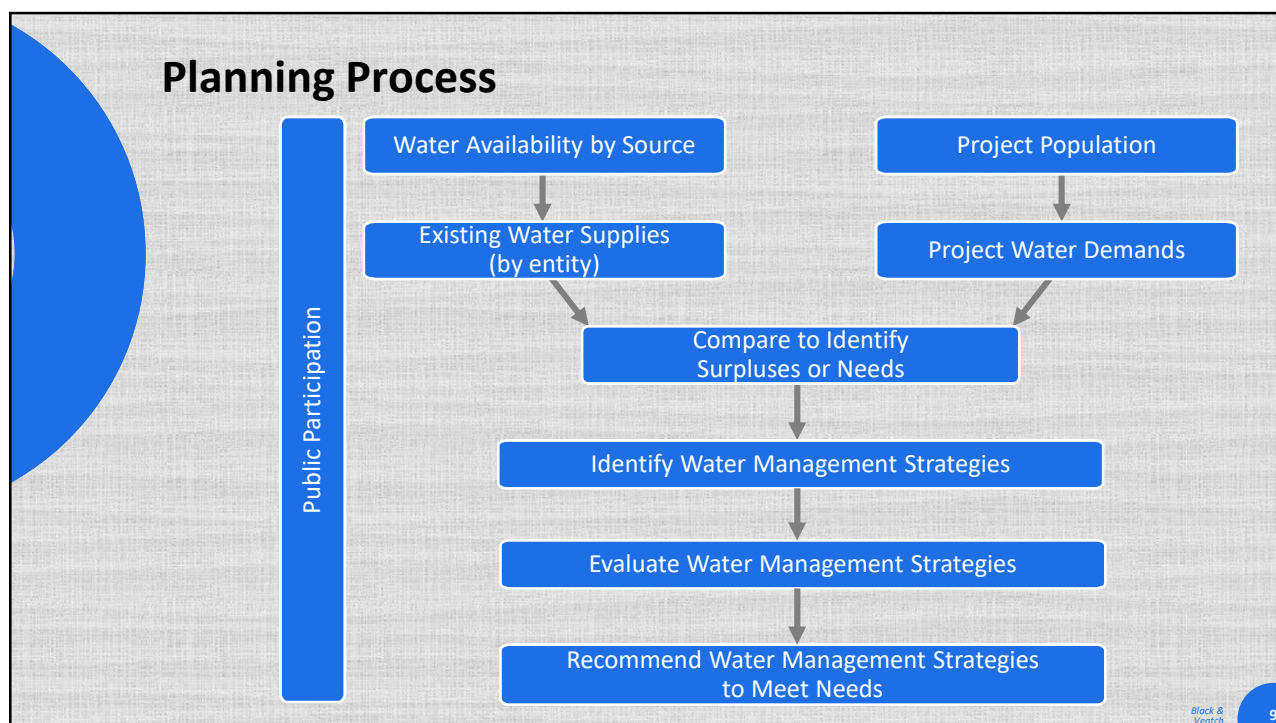 Planning Process
Public Participation
Water Availability by Source
Project Population
Existing Water Supplies
(by entity)
Project Water Demands
Compare to Identify
Surpluses or Needs
Identify Water Management Strategies
Evaluate Water Management Strategies
Recommend Water Management Strategies
to Meet Needs
Black &
Veatch
9